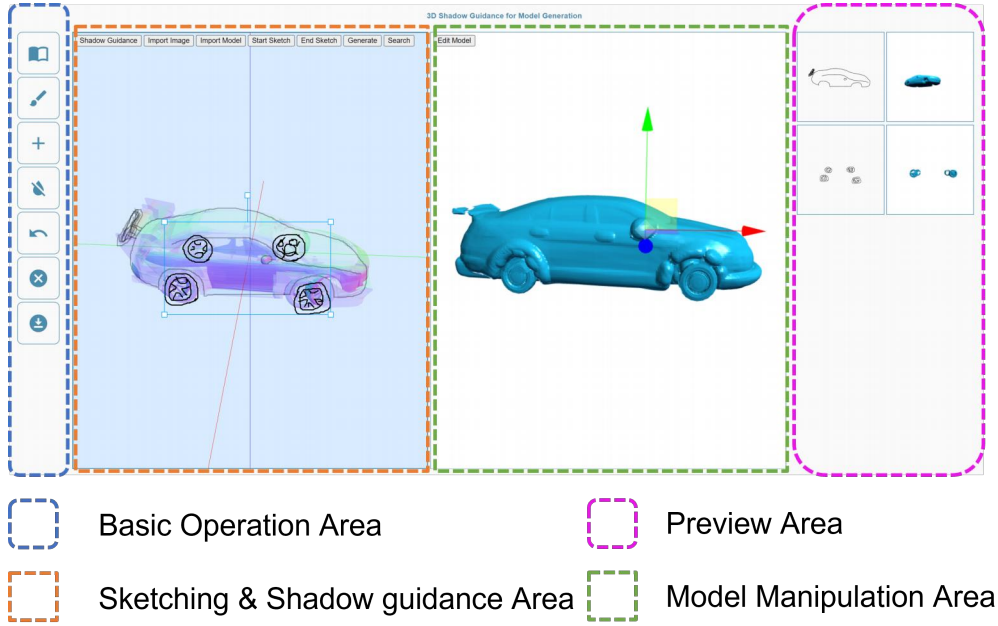 3D Shadow Guidance for Model Generation
Shadow Guidance Import Image Import Model Start Sketch End Sketch Generate Search
Edit Model
Basic Operation Area
Preview Area
Sketching & Shadow guidance Area
Model Manipulation Area